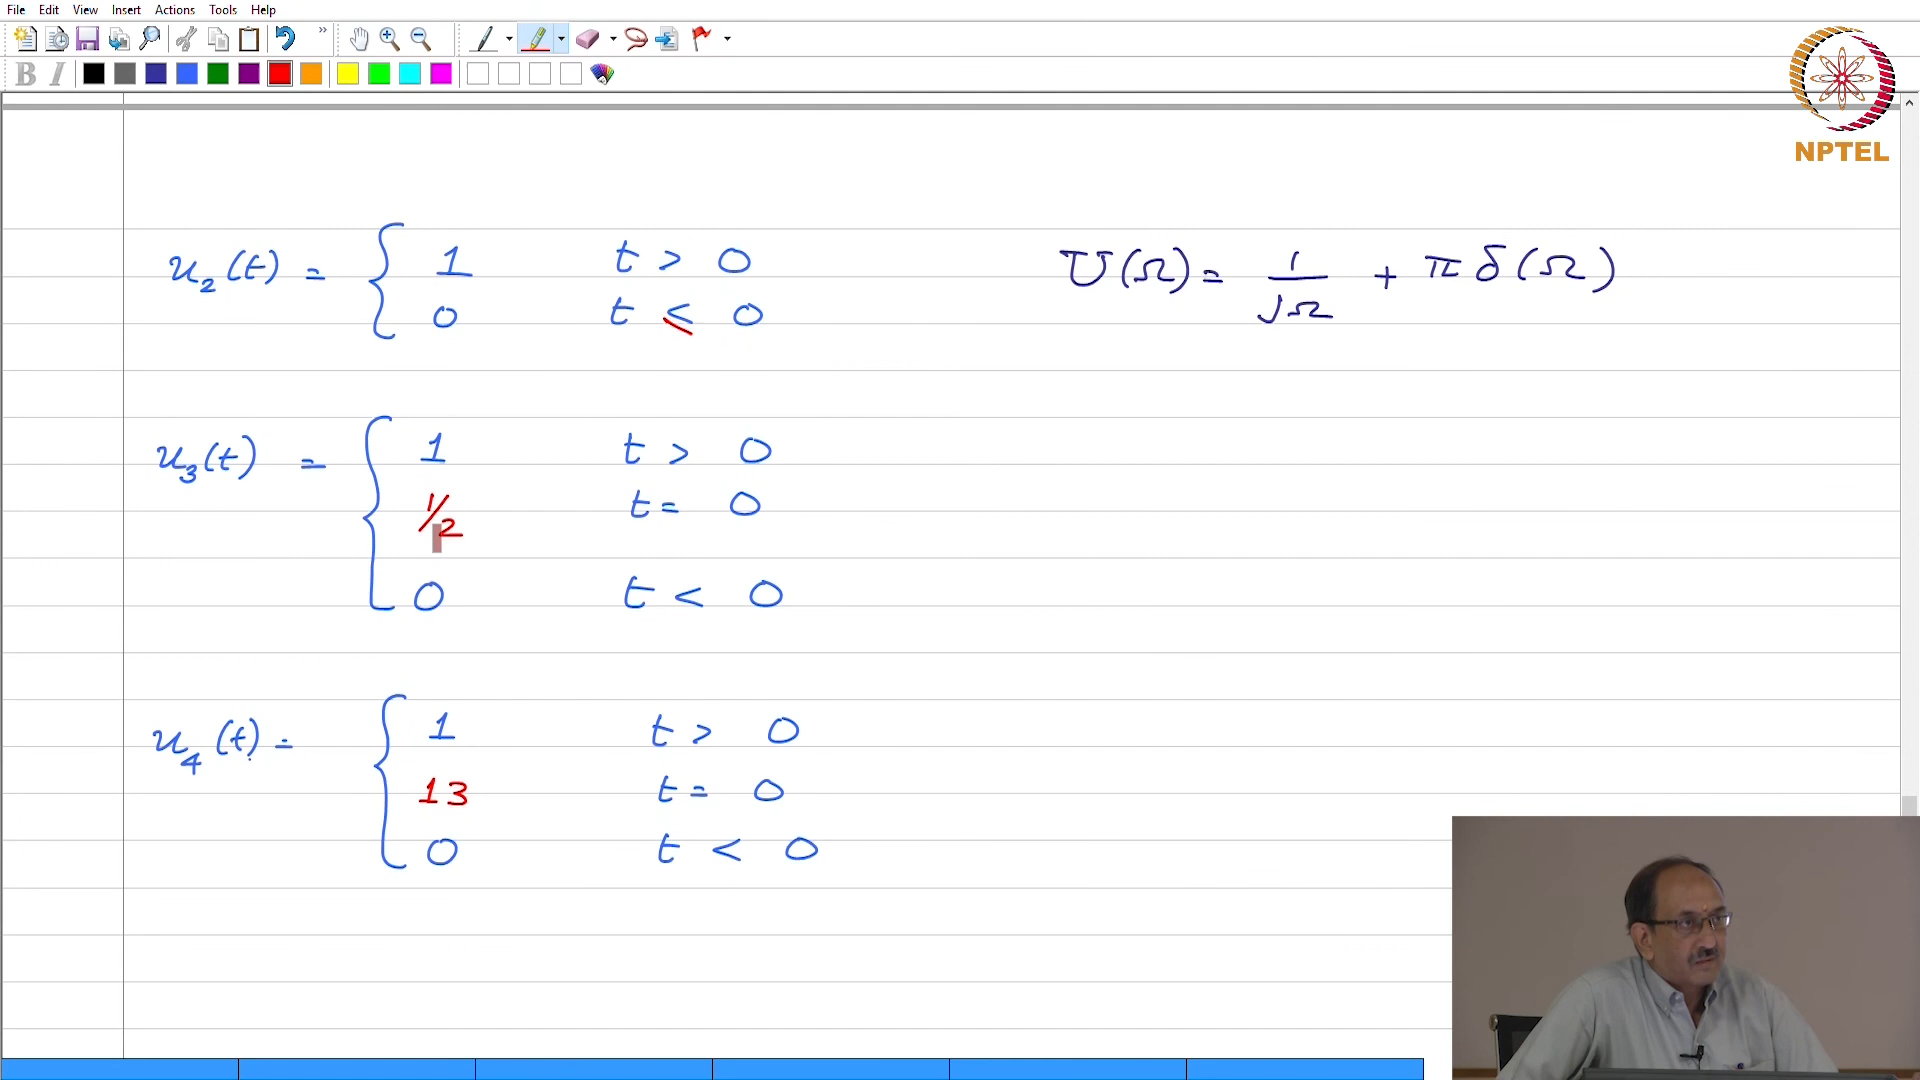 File Edit View Insert Actions Tools Help
B I
NPTEL
u₂(t) = { 1 t > 0
0 t ≤ 0
U(Ω) = 1/jΩ + π δ(Ω)
u₃(t) = { 1 t > 0
1/2 t = 0
0 t < 0
u₄(t) = { 1 t > 0
13 t = 0
0 t < 0